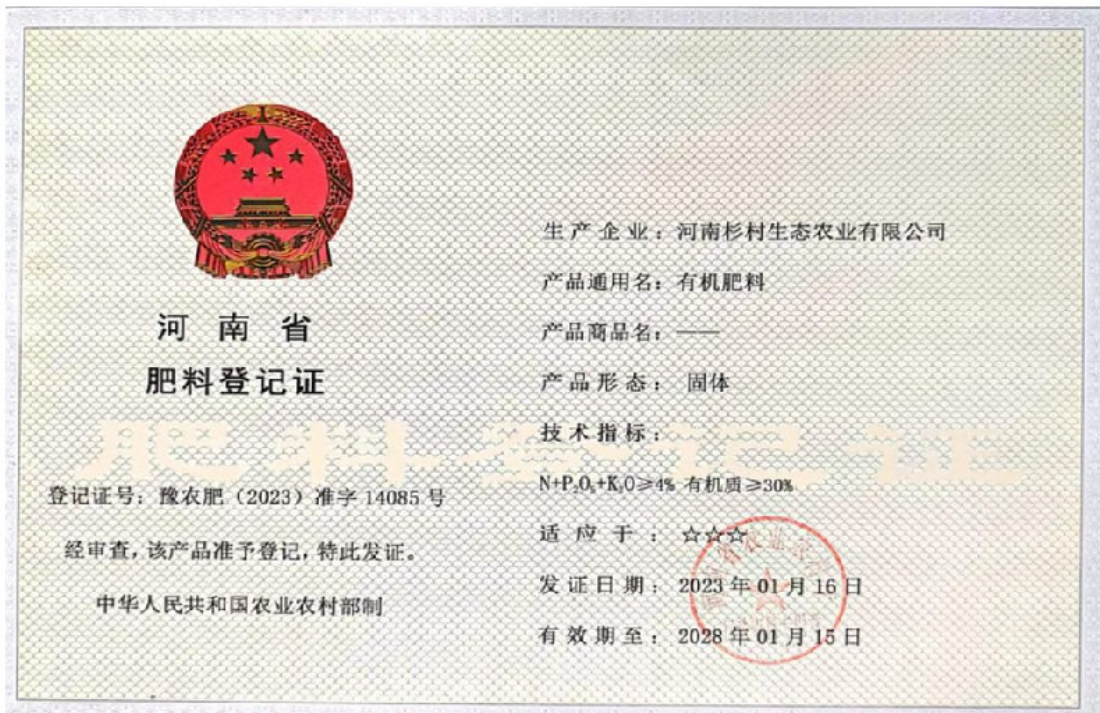 河南省
肥料登记证
肥料登记证
登记证号：豫农肥（2023）准字 14085 号
经审查，该产品准予登记，特此发证。
中华人民共和国农业农村部制
生产企业：河南杉村生态农业有限公司
产品通用名：有机肥料
产品商品名：——
产品形态： 固体
技术指标：
N+P₂O₅+K₂O≥4% 有机质≥30%
适应于：☆☆☆
发证日期：2023 年 01 月 16 日
有效期至：2028 年 01 月 15 日